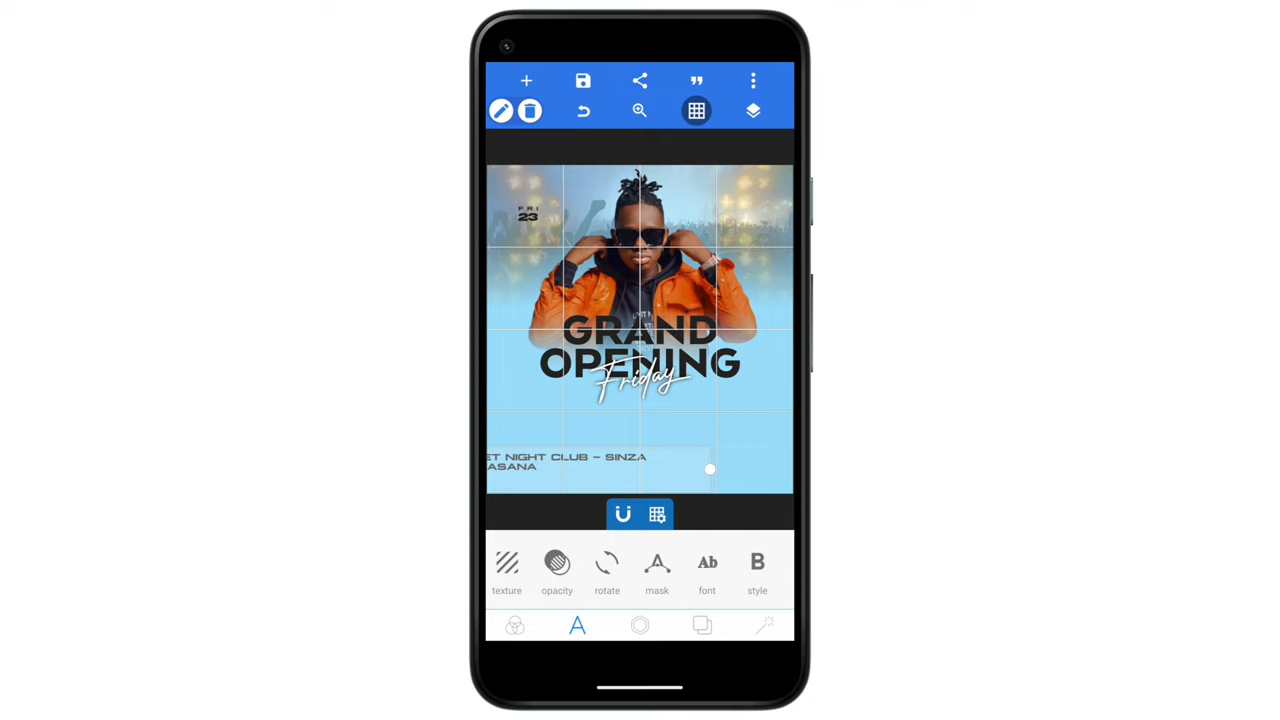 FRI
23
GRAND
OPENING
Friday
ET NIGHT CLUB – SINZA
ASANA
texture
opacity
rotate
mask
Ab
font
B
style
A